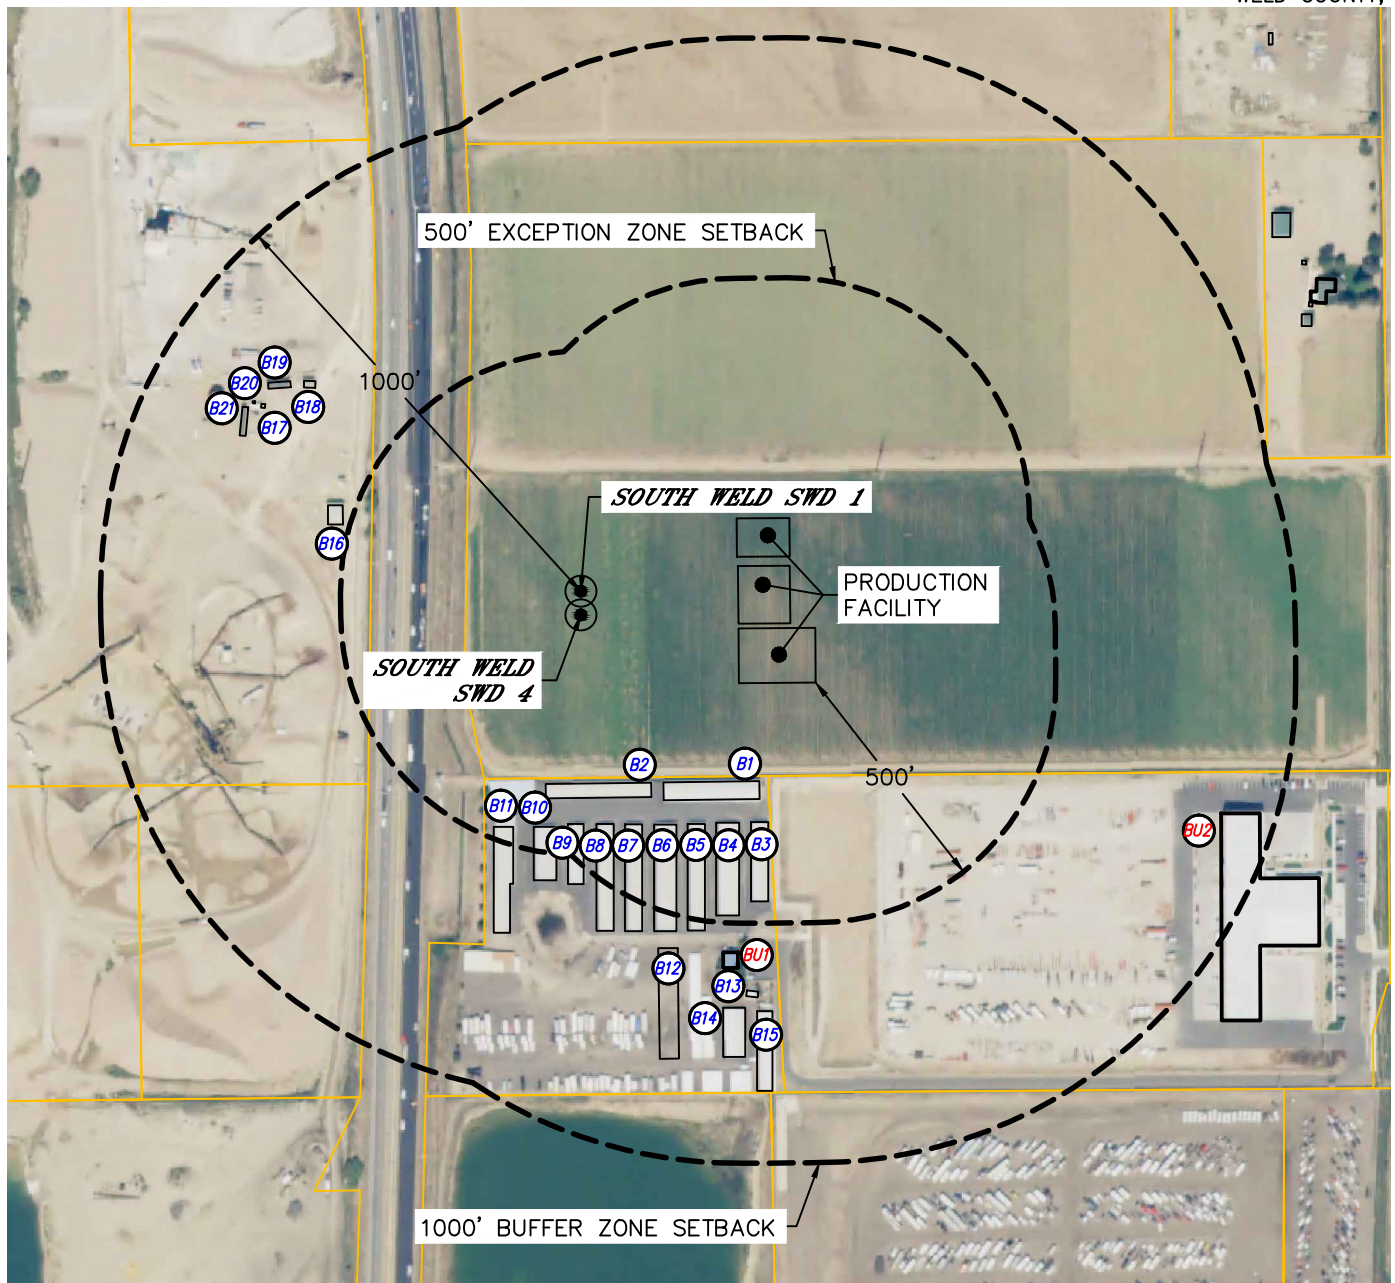 WELD COUNTY,
500' EXCEPTION ZONE SETBACK
B19
1000'
B20
B21
B18
B17
SOUTH WELD SWD 1
B16
PRODUCTION
FACILITY
SOUTH WELD
SWD 4
B2
B1
500'
B11
B10
BU2
B9
B8
B7
B6
B5
B4
B3
BU1
B12
B13
B14
B15
1000' BUFFER ZONE SETBACK